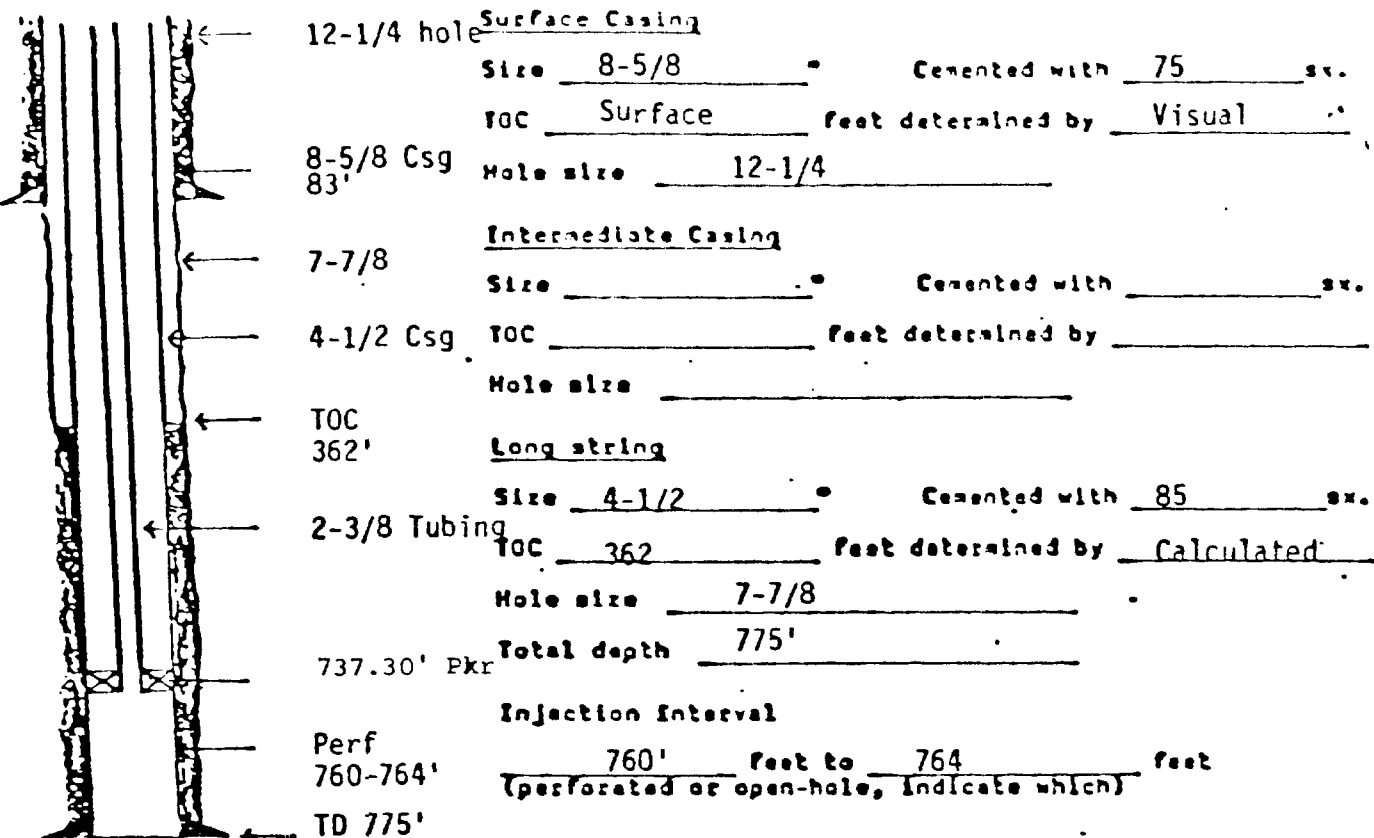 12-1/4 hole
Surface Casing
Size 8-5/8 " Cemented with 75 sx.
TOC Surface feet determined by Visual
8-5/8 Csg
83'
Hole size 12-1/4
Intermediate Casing
7-7/8
Size " Cemented with sx.
4-1/2 Csg
TOC feet determined by
Hole size
TOC
362'
Long string
Size 4-1/2 " Cemented with 85 sx.
2-3/8 Tubing
TOC 362 feet determined by Calculated
Hole size 7-7/8
Total depth 775'
737.30' Pkr
Injection Interval
Perf
760-764'
760' feet to 764 feet
(perforated or open-hole, indicate which)
TD 775'